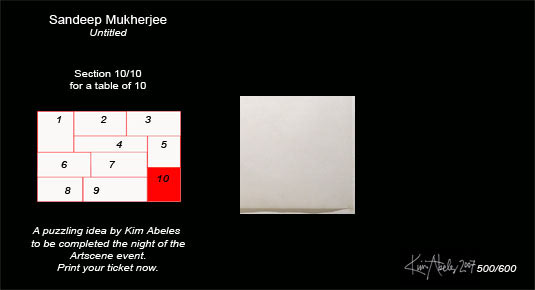 Sandeep Mukherjee
Untitled
Section 10/10
for a table of 10
1 2 3
4 5
6 7
10
8 9
A puzzling idea by Kim Abeles
to be completed the night of the
Artscene event.
Print your ticket now.
Kim Abeles 2007 500/600